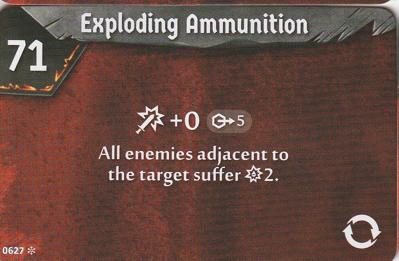 Exploding Ammunition
71
+0 5
All enemies adjacent to
the target suffer 2.
0627